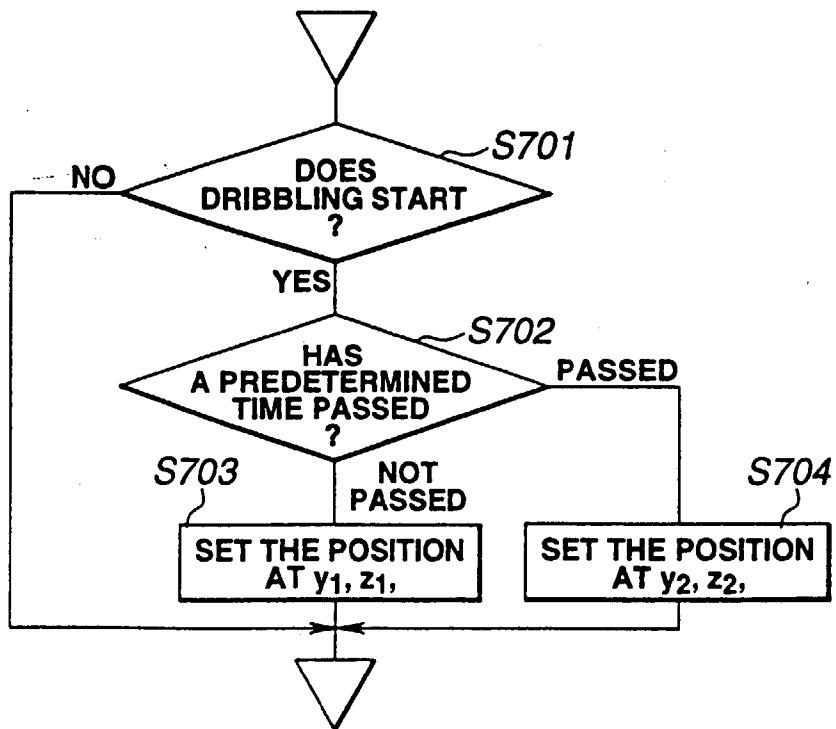 S701
DOES
DRIBBLING START
?
NO
YES
S702
HAS
A PREDETERMINED
TIME PASSED
?
PASSED
NOT
PASSED
S703
SET THE POSITION
AT y1, z1,
S704
SET THE POSITION
AT y2, z2,